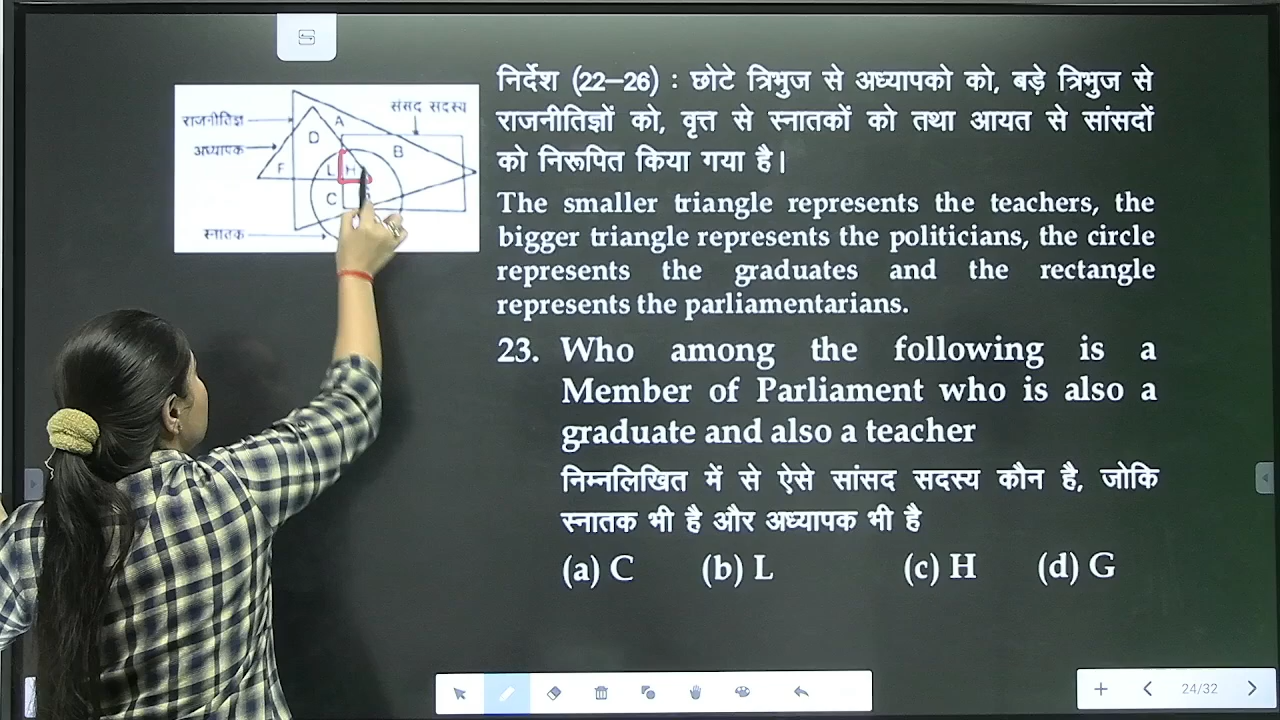 निर्देश (22–26) : छोटे त्रिभुज से अध्यापको को, बड़े त्रिभुज से
राजनीतिज्ञों को, वृत्त से स्नातकों को तथा आयत से सांसदों
को निरूपित किया गया है।
The smaller triangle represents the teachers, the
bigger triangle represents the politicians, the circle
represents the graduates and the rectangle
represents the parliamentarians.
23. Who among the following is a
Member of Parliament who is also a
graduate and also a teacher
निम्नलिखित में से ऐसे सांसद सदस्य कौन है, जोकि
स्नातक भी है और अध्यापक भी है
(a) C (b) L (c) H (d) G
संसद सदस्य
राजनीतिज्ञ
A
D
अध्यापक
B
F
L
H
C
स्नातक
24/32